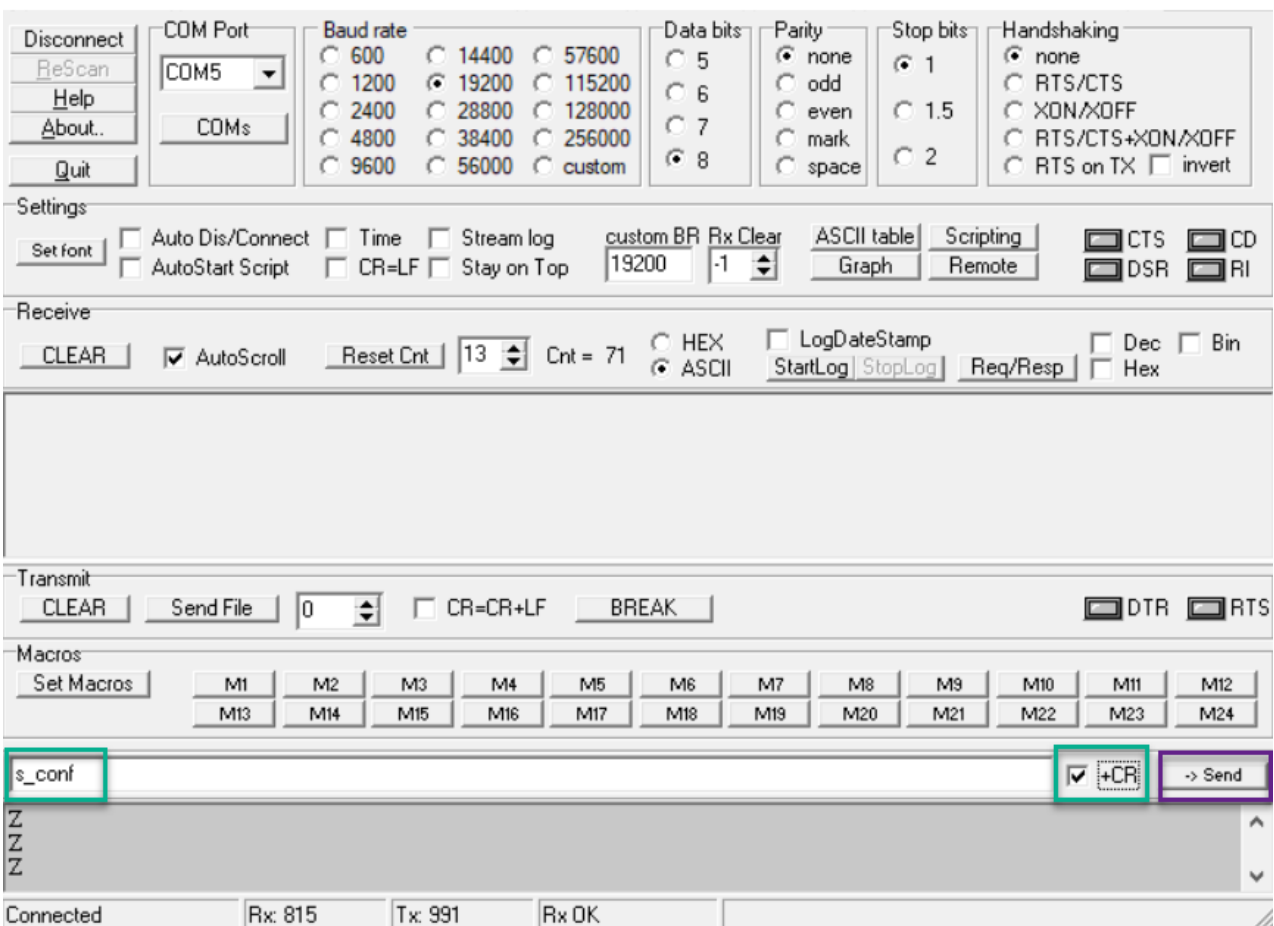 Disconnect
ReScan
Help
About..
Quit
COM Port
COM5
COMs
Baud rate
600 14400 57600
1200 19200 115200
2400 28800 128000
4800 38400 256000
9600 56000 custom
Data bits
5
6
7
8
Parity
none
odd
even
mark
space
Stop bits
1
1.5
2
Handshaking
none
RTS/CTS
XON/XOFF
RTS/CTS+XON/XOFF
RTS on TX invert
Settings
Set font
Auto Dis/Connect Time Stream log
AutoStart Script CR=LF Stay on Top
custom BR Rx Clear
19200 -1
ASCII table Scripting
Graph Remote
CTS CD
DSR RI
Receive
CLEAR AutoScroll Reset Cnt 13 Cnt = 71
HEX
ASCII
LogDateStamp
StartLog StopLog Req/Resp
Dec Bin
Hex
Transmit
CLEAR Send File 0 CR=CR+LF BREAK DTR RTS
Macros
Set Macros
M1 M2 M3 M4 M5 M6 M7 M8 M9 M10 M11 M12
M13 M14 M15 M16 M17 M18 M19 M20 M21 M22 M23 M24
s_conf +CR -> Send
Z
Z
Z
Connected Rx: 815 Tx: 991 Rx OK